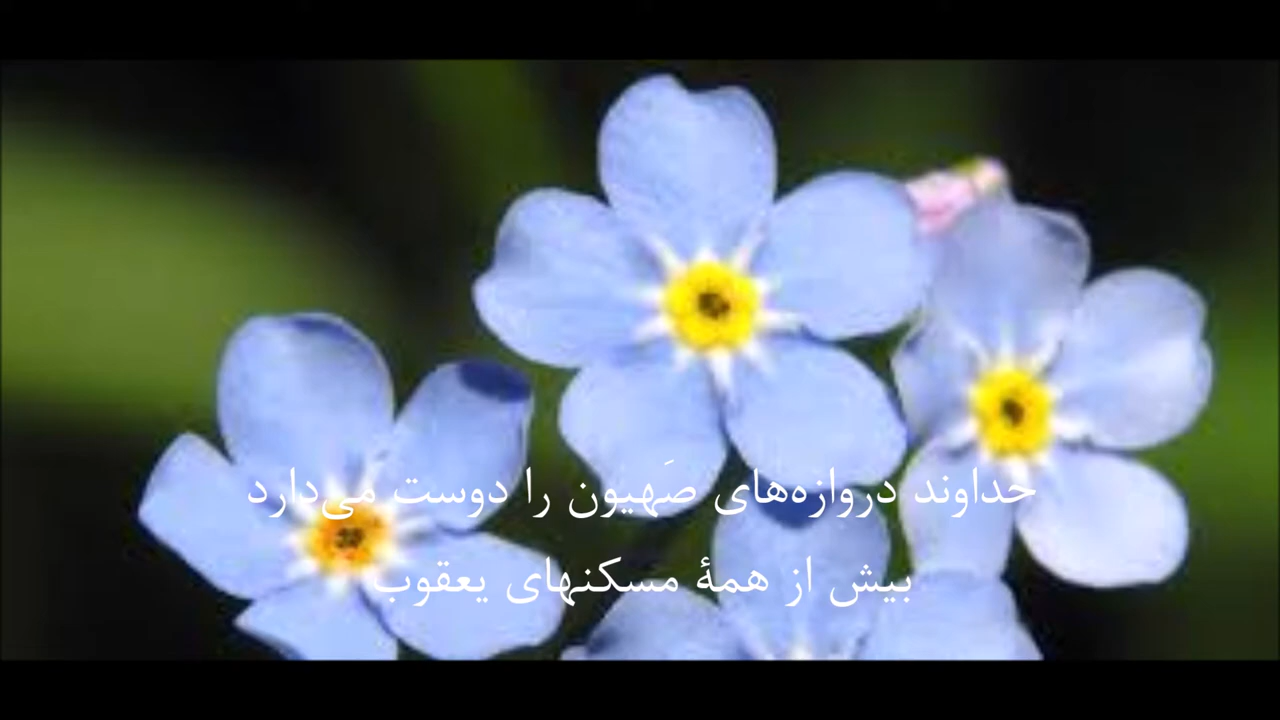 خداوند دروازه‌های صَهیون را دوست می‌دارد
بیش از همهٔ مسکنهای یعقوب